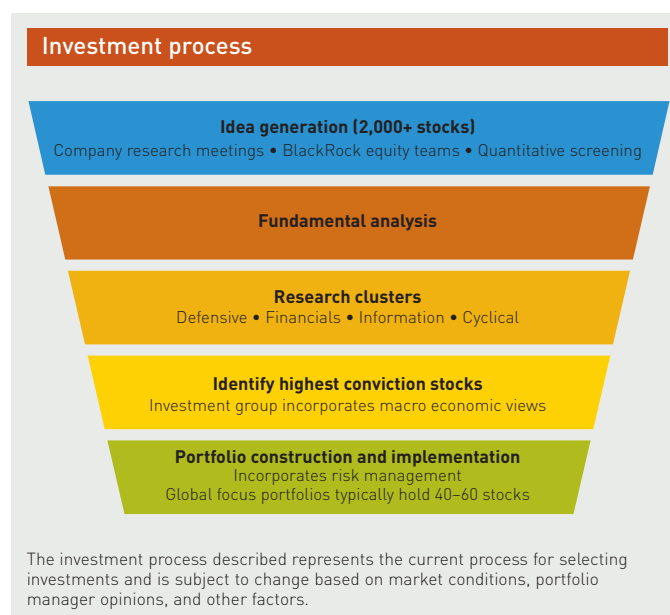 Investment process
Idea generation (2,000+ stocks)
Company research meetings • BlackRock equity teams • Quantitative screening
Fundamental analysis
Research clusters
Defensive • Financials • Information • Cyclical
Identify highest conviction stocks
Investment group incorporates macro economic views
Portfolio construction and implementation
Incorporates risk management
Global focus portfolios typically hold 40–60 stocks
The investment process described represents the current process for selecting
investments and is subject to change based on market conditions, portfolio
manager opinions, and other factors.